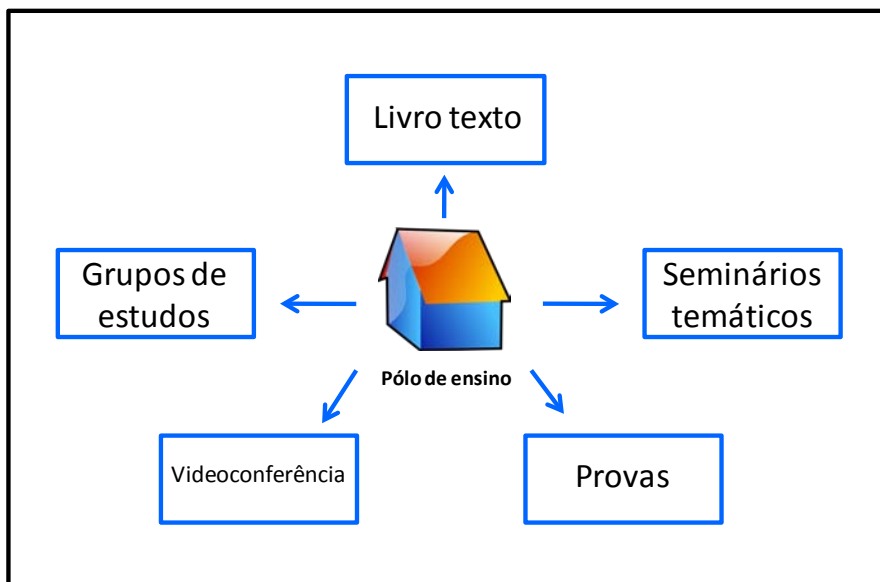 Livro texto
Grupos de
estudos
Seminários
temáticos
Pólo de ensino
Videoconferência
Provas